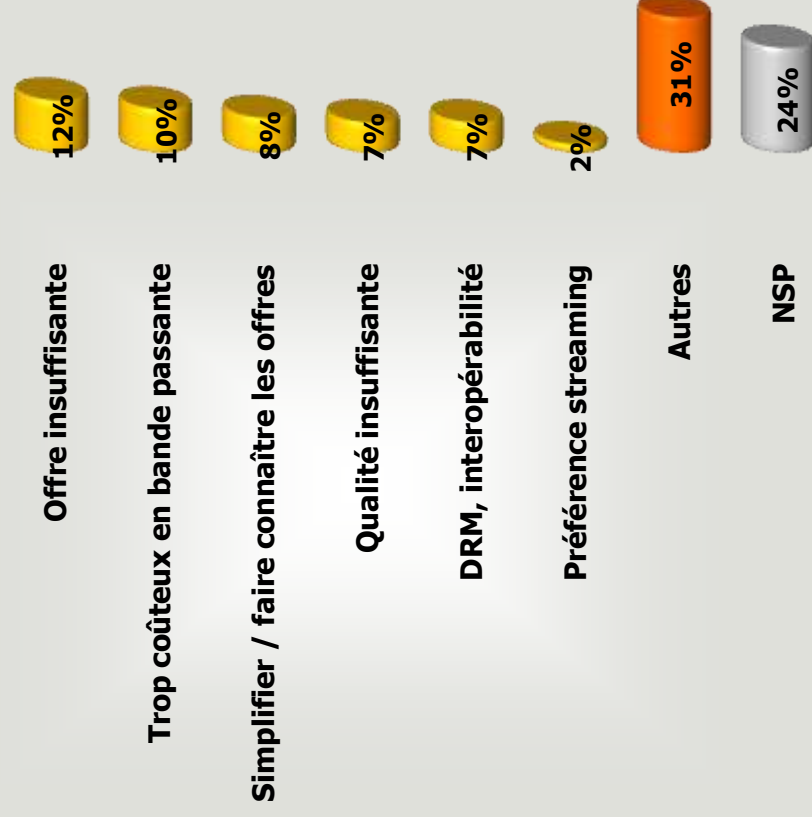 12%
10%
8%
7%
7%
2%
31%
24%
Offre insuffisante
Trop coûteux en bande passante
Simplifier / faire connaître les offres
Qualité insuffisante
DRM, interopérabilité
Préférence streaming
Autres
NSP